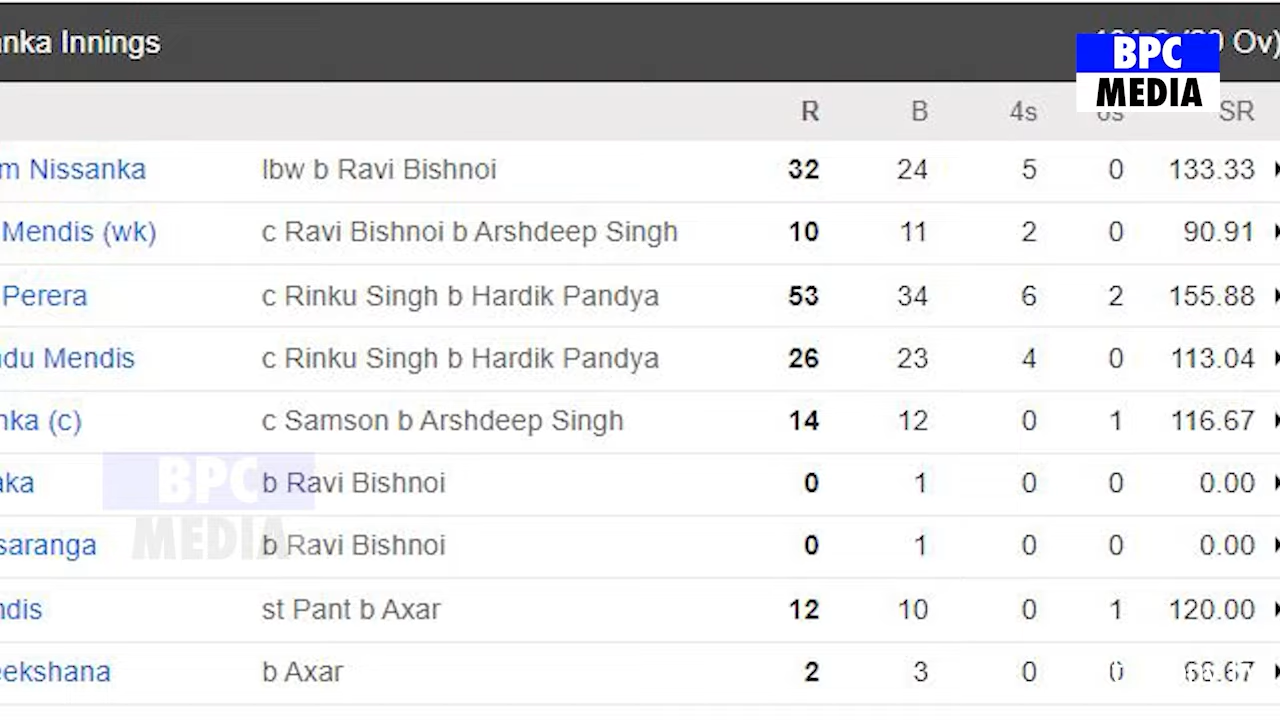 anka Innings Ov)
BPC
MEDIA
R B 4s 6s SR
m Nissanka lbw b Ravi Bishnoi 32 24 5 0 133.33
Mendis (wk) c Ravi Bishnoi b Arshdeep Singh 10 11 2 0 90.91
Perera c Rinku Singh b Hardik Pandya 53 34 6 2 155.88
ndu Mendis c Rinku Singh b Hardik Pandya 26 23 4 0 113.04
nka (c) c Samson b Arshdeep Singh 14 12 0 1 116.67
aka b Ravi Bishnoi 0 1 0 0 0.00
saranga b Ravi Bishnoi 0 1 0 0 0.00
BPC
MEDIA
ndis st Pant b Axar 12 10 0 1 120.00
eekshana b Axar 2 3 0 0 66.67